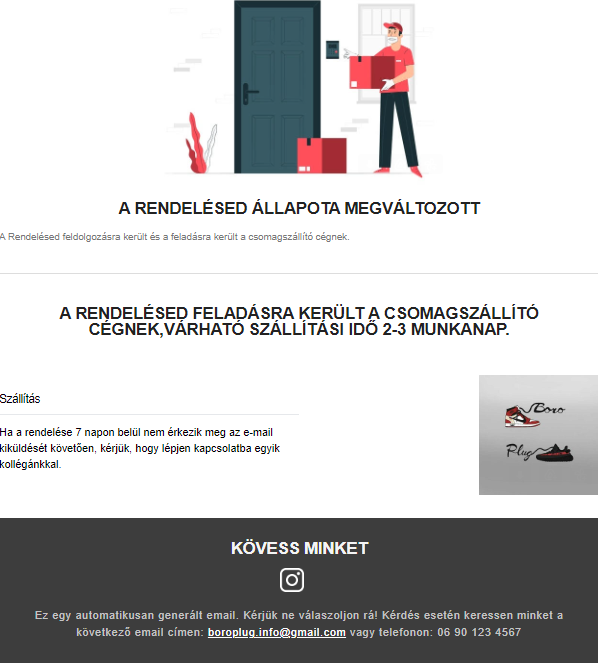 A RENDELÉSED ÁLLAPOTA MEGVÁLTOZOTT
A Rendelésed feldolgozásra került és a feladásra került a csomagszállító cégnek.
A RENDELÉSED FELADÁSRA KERÜLT A CSOMAGSZÁLLÍTÓ
CÉGNEK,VÁRHATÓ SZÁLLÍTÁSI IDŐ 2-3 MUNKANAP.
Szállítás
Ha a rendelése 7 napon belül nem érkezik meg az e-mail
kiküldését követően, kérjük, hogy lépjen kapcsolatba egyik
kollégánkkal.
Boro
Plug
KÖVESS MINKET
Ez egy automatikusan generált email. Kérjük ne válaszoljon rá! Kérdés esetén keressen minket a
következő email címen: boroplug.info@gmail.com vagy telefonon: 06 90 123 4567